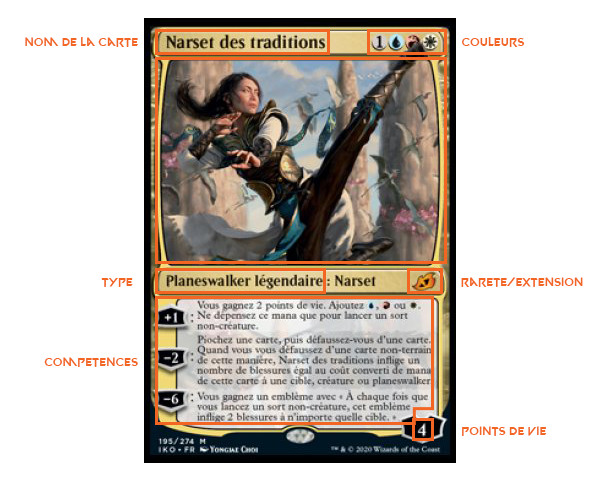 NOM DE LA CARTE
Narset des traditions
1
COULEURS
TYPE
Planeswalker légendaire : Narset
RARETE/EXTENSION
COMPETENCES
+1 : Vous gagnez 2 points de vie. Ajoutez , ou .
Ne dépensez ce mana que pour lancer un sort
non-créature.
−2 : Piochez une carte, puis défaussez-vous d'une carte.
Quand vous vous défaussez d'une carte non-terrain
de cette manière, Narset des traditions inflige un
nombre de blessures égal au coût converti de mana
de cette carte à une cible, créature ou planeswalker
−6 : Vous gagnez un emblème avec « À chaque fois que
vous lancez un sort non-créature, cet emblème
inflige 2 blessures à n'importe quelle cible. »
4
POINTS DE VIE
195/274 M
IKO • FR YONGJAE CHOI
™ & © 2020 Wizards of the Coast